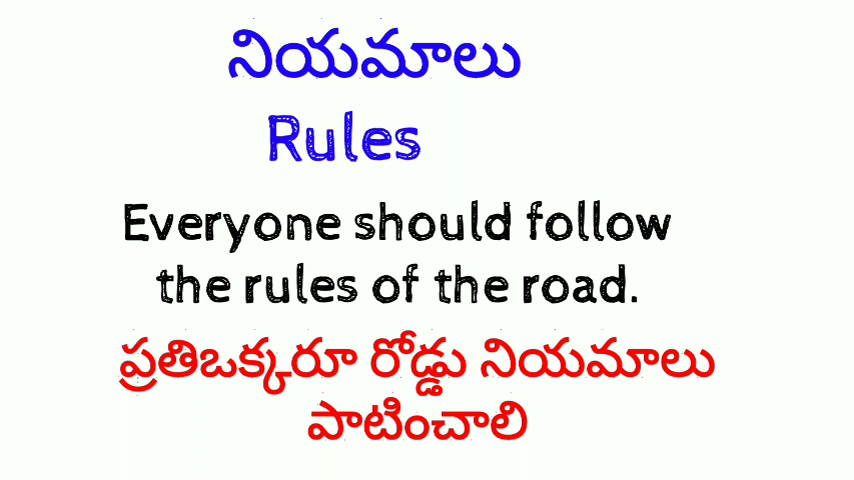 నియమాలు
Rules
Everyone should follow
the rules of the road.
ప్రతిఒక్కరూ రోడ్డు నియమాలు
పాటించాలి